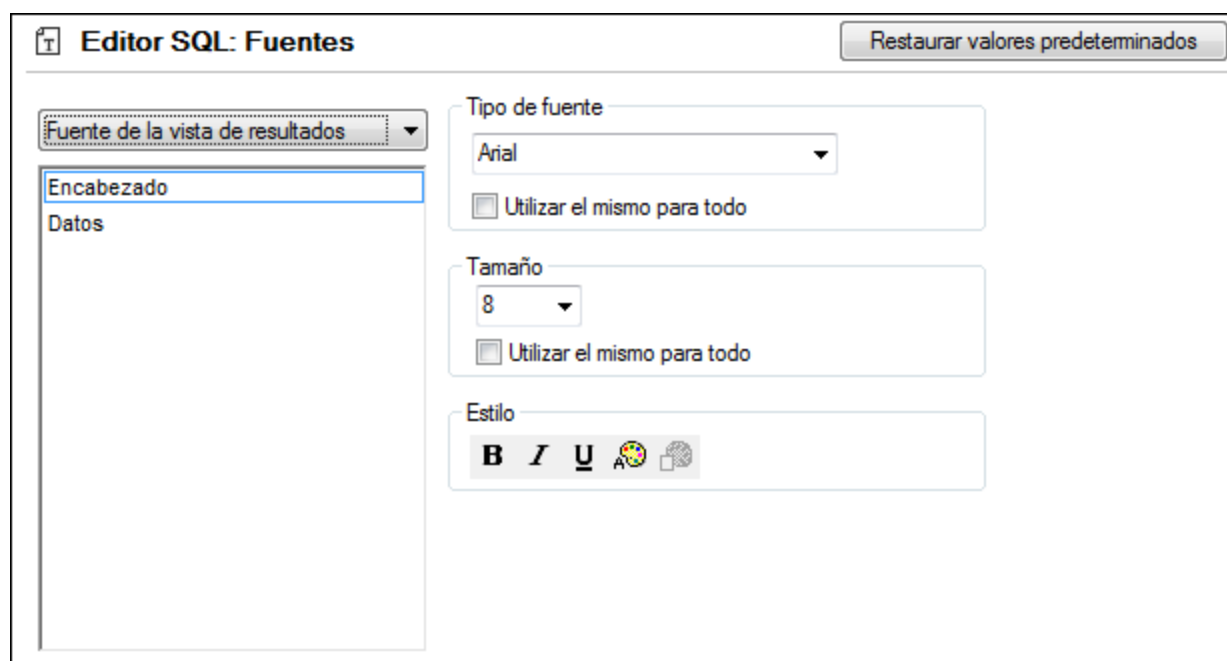 Editor SQL: Fuentes
Restaurar valores predeterminados
Fuente de la vista de resultados
Encabezado
Datos
Tipo de fuente
Arial
Utilizar el mismo para todo
Tamaño
8
Utilizar el mismo para todo
Estilo
B I U A